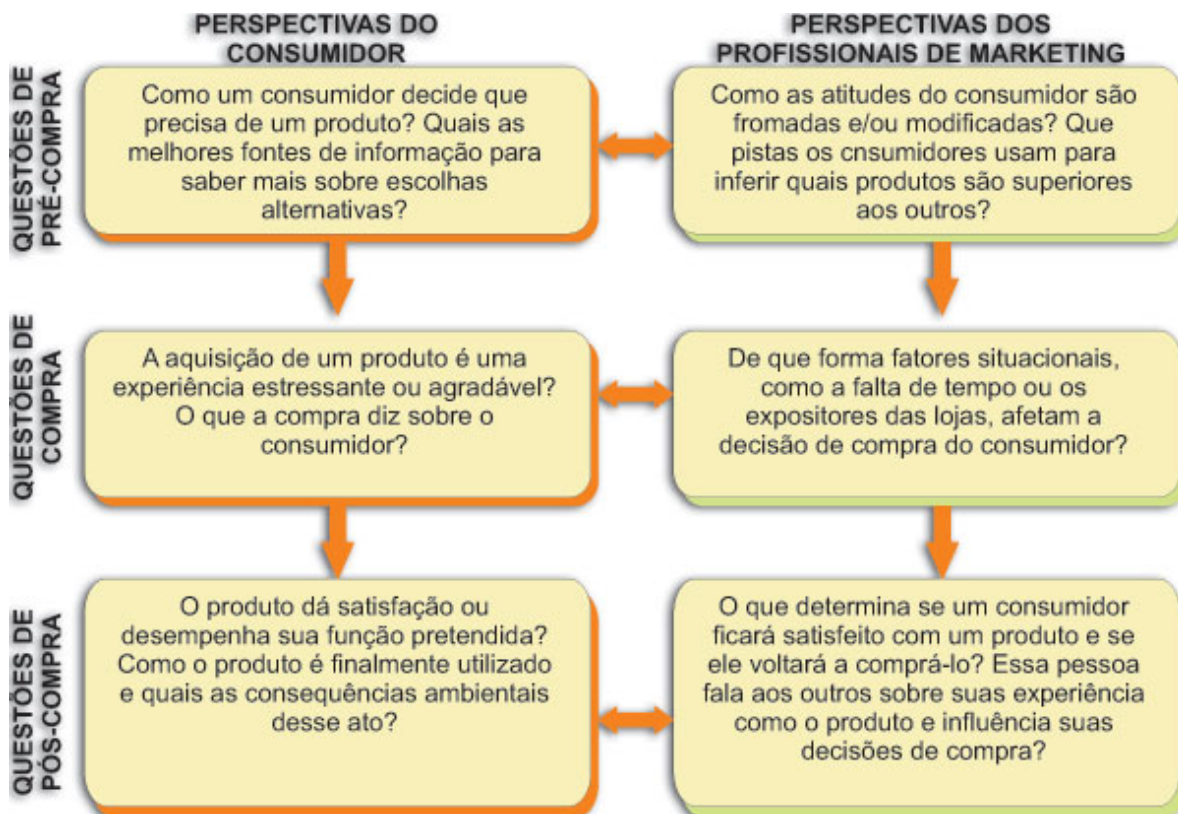 PERSPECTIVAS DO
CONSUMIDOR
PERSPECTIVAS DOS
PROFISSIONAIS DE MARKETING
QUESTÕES DE
PRÉ-COMPRA
Como um consumidor decide que
precisa de um produto? Quais as
melhores fontes de informação para
saber mais sobre escolhas
alternativas?
Como as atitudes do consumidor são
fromadas e/ou modificadas? Que
pistas os cnsumidores usam para
inferir quais produtos são superiores
aos outros?
QUESTÕES DE
COMPRA
A aquisição de um produto é uma
experiência estressante ou agradável?
O que a compra diz sobre o
consumidor?
De que forma fatores situacionais,
como a falta de tempo ou os
expositores das lojas, afetam a
decisão de compra do consumidor?
QUESTÕES DE
PÓS-COMPRA
O produto dá satisfação ou
desempenha sua função pretendida?
Como o produto é finalmente utilizado
e quais as consequências ambientais
desse ato?
O que determina se um consumidor
ficará satisfeito com um produto e se
ele voltará a comprá-lo? Essa pessoa
fala aos outros sobre suas experiência
como o produto e influência suas
decisões de compra?